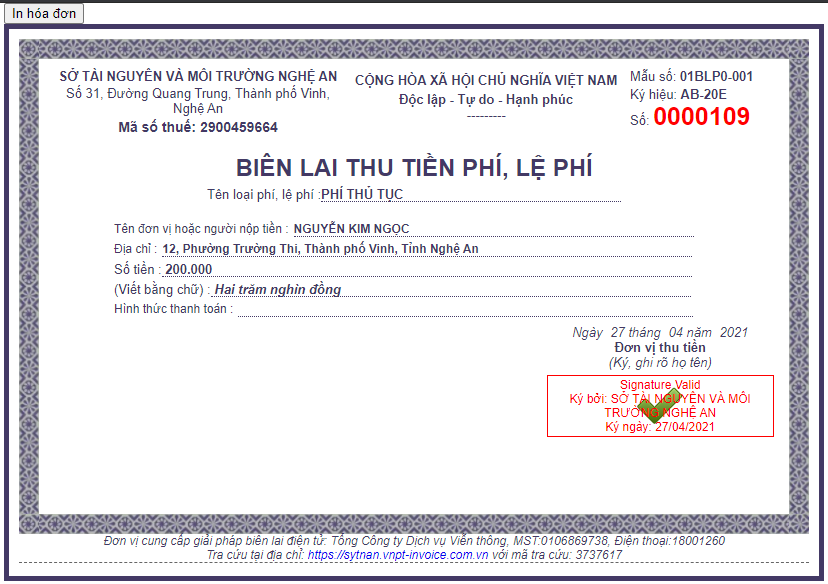 In hóa đơn
SỞ TÀI NGUYÊN VÀ MÔI TRƯỜNG NGHỆ AN
Số 31, Đường Quang Trung, Thành phố Vinh,
Nghệ An
Mã số thuế: 2900459664
CỘNG HÒA XÃ HỘI CHỦ NGHĨA VIỆT NAM
Độc lập - Tự do - Hạnh phúc
---------
Mẫu số: 01BLP0-001
Ký hiệu: AB-20E
Số: 0000109
BIÊN LAI THU TIỀN PHÍ, LỆ PHÍ
Tên loại phí, lệ phí :PHÍ THỦ TỤC
Tên đơn vị hoặc người nộp tiền : NGUYỄN KIM NGỌC
Địa chỉ : 12, Phường Trường Thi, Thành phố Vinh, Tỉnh Nghệ An
Số tiền : 200.000
(Viết bằng chữ) : Hai trăm nghìn đồng
Hình thức thanh toán :
Ngày 27 tháng 04 năm 2021
Đơn vị thu tiền
(Ký, ghi rõ họ tên)
Signature Valid
Ký bởi: SỞ TÀI NGUYÊN VÀ MÔI
TRƯỜNG NGHỆ AN
Ký ngày: 27/04/2021
Đơn vị cung cấp giải pháp biên lai điện tử: Tổng Công ty Dịch vụ Viễn thông, MST:0106869738, Điện thoại:18001260
Tra cứu tại địa chỉ: https://sytnan.vnpt-invoice.com.vn với mã tra cứu: 3737617